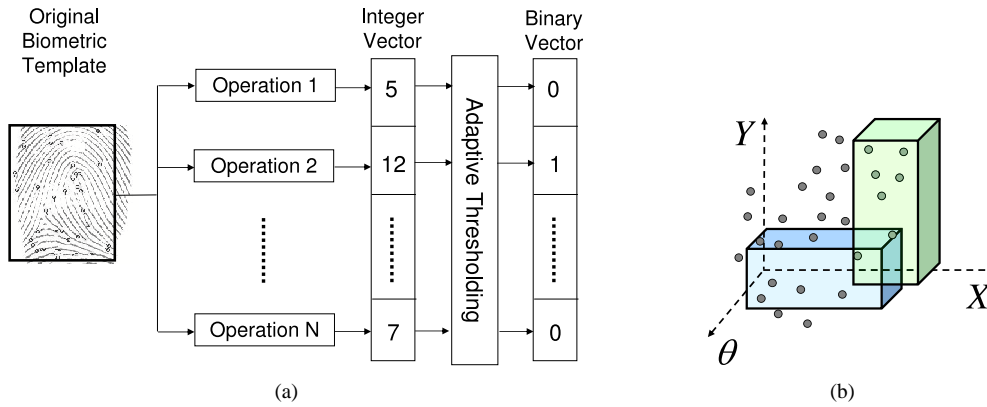 Original
Biometric
Template
Integer
Vector
Binary
Vector
Operation 1
5
0
Operation 2
12
1
Operation N
7
0
Adaptive Thresholding
(a)
Y
X
θ
(b)